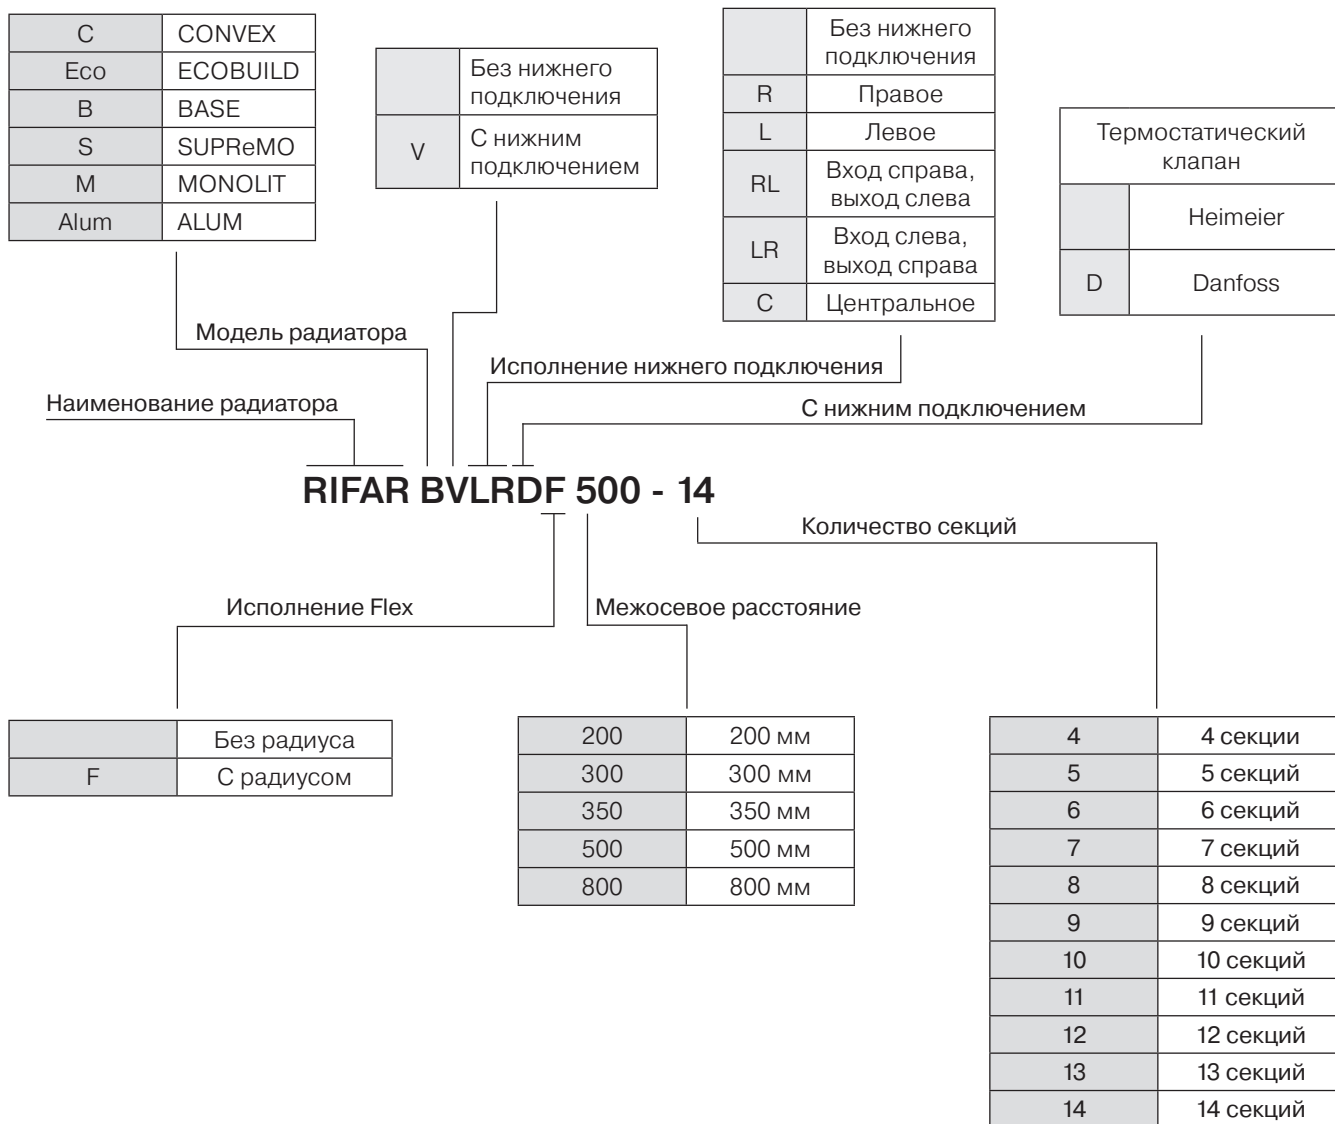 C CONVEX
Eco ECOBUILD
B BASE
S SUPReMO
M MONOLIT
Alum ALUM
Без нижнего
подключения
V С нижним
подключением
Без нижнего
подключения
R Правое
L Левое
RL Вход справа,
выход слева
LR Вход слева,
выход справа
C Центральное
Термостатический
клапан
Heimeier
D Danfoss
Модель радиатора
Исполнение нижнего подключения
Наименование радиатора
С нижним подключением
RIFAR BVLRDF 500 - 14
Количество секций
Исполнение Flex
Межосевое расстояние
Без радиуса
F С радиусом
200 200 мм
300 300 мм
350 350 мм
500 500 мм
800 800 мм
4 4 секции
5 5 секций
6 6 секций
7 7 секций
8 8 секций
9 9 секций
10 10 секций
11 11 секций
12 12 секций
13 13 секций
14 14 секций